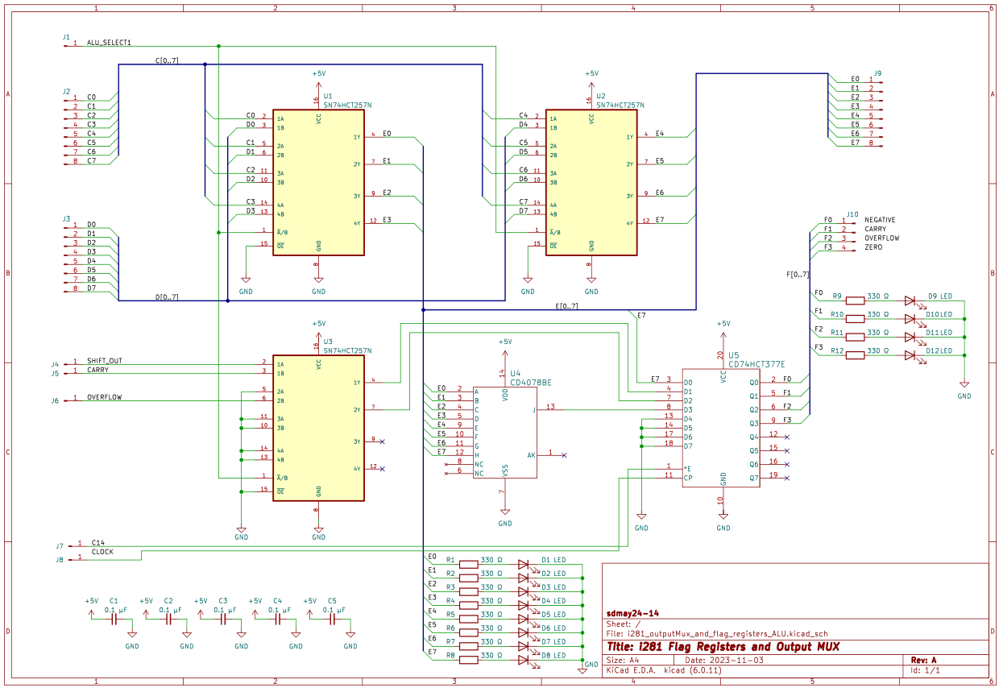 1 2 3 4 5 6
A B C D
A B C D
1 2 3 4 5 6
J1
1 ALU_SELECT1
C[0..7]
J2
1 C0
2 C1
3 C2
4 C3
5 C4
6 C5
7 C6
8 C7
J3
1 D0
2 D1
3 D2
4 D3
5 D4
6 D5
7 D6
8 D7
D[0..7]
+5V
U1
SN74HCT257N
16 VCC
C0 2 1A
D0 3 1B
C1 5 2A
D1 6 2B
C2 11 3A
D2 10 3B
C3 14 4A
D3 13 4B
1 A/B
15 OE
1Y 4 E0
2Y 7 E1
3Y 9 E2
4Y 12 E3
GND 8
GND
GND
+5V
U2
SN74HCT257N
16 VCC
C4 2 1A
D4 3 1B
C5 5 2A
D5 6 2B
C6 11 3A
D6 10 3B
C7 14 4A
D7 13 4B
1 A/B
15 OE
1Y 4 E4
2Y 7 E5
3Y 9 E6
4Y 12 E7
GND 8
GND
GND
J9
E0 1
E1 2
E2 3
E3 4
E4 5
E5 6
E6 7
E7 8
J10
F0 1 NEGATIVE
F1 2 CARRY
F2 3 OVERFLOW
F3 4 ZERO
F[0..7]
F0 R9 330 Ω D9 LED
F1 R10 330 Ω D10 LED
F2 R11 330 Ω D11 LED
F3 R12 330 Ω D12 LED
GND
E[0..7]
E7
J4 1 SHIFT_OUT
J5 1 CARRY
J6 1 OVERFLOW
+5V
U3
SN74HCT257N
16 VCC
2 1A
3 1B
5 2A
6 2B
11 3A
10 3B
14 4A
13 4B
1 A/B
15 OE
1Y 4
2Y 7
3Y 9
4Y 12
GND 8
GND
GND
+5V
U4
CD4078BE
14 VDD
E0 2 A
E1 3 B
E2 4 C
E3 5 D
E4 9 E
E5 10 F
E6 11 G
E7 12 H
8 NC
6 NC
J 13
AK 1
VSS 7
GND
+5V
U5
CD74HCT377E
20 VCC
E7 3 D0
4 D1
7 D2
8 D3
13 D4
14 D5
17 D6
18 D7
1 *E
11 CP
Q0 2 F0
Q1 5 F1
Q2 6 F2
Q3 9 F3
Q4 12
Q5 15
Q6 16
Q7 19
GND 10
GND
GND
J7 1 C14
J8 1 CLOCK
E0 R1 330 Ω D1 LED
E1 R2 330 Ω D2 LED
E2 R3 330 Ω D3 LED
E3 R4 330 Ω D4 LED
E4 R5 330 Ω D5 LED
E5 R6 330 Ω D6 LED
E6 R7 330 Ω D7 LED
E7 R8 330 Ω D8 LED
GND
+5V C1 0.1 µF GND
+5V C2 0.1 µF GND
+5V C3 0.1 µF GND
+5V C4 0.1 µF GND
+5V C5 0.1 µF GND
sdmay24-14
Sheet: /
File: i281_outputMux_and_flag_registers_ALU.kicad_sch
Title: i281 Flag Registers and Output MUX
Size: A4 Date: 2023-11-03 Rev: A
KiCad E.D.A. kicad (6.0.11) Id: 1/1